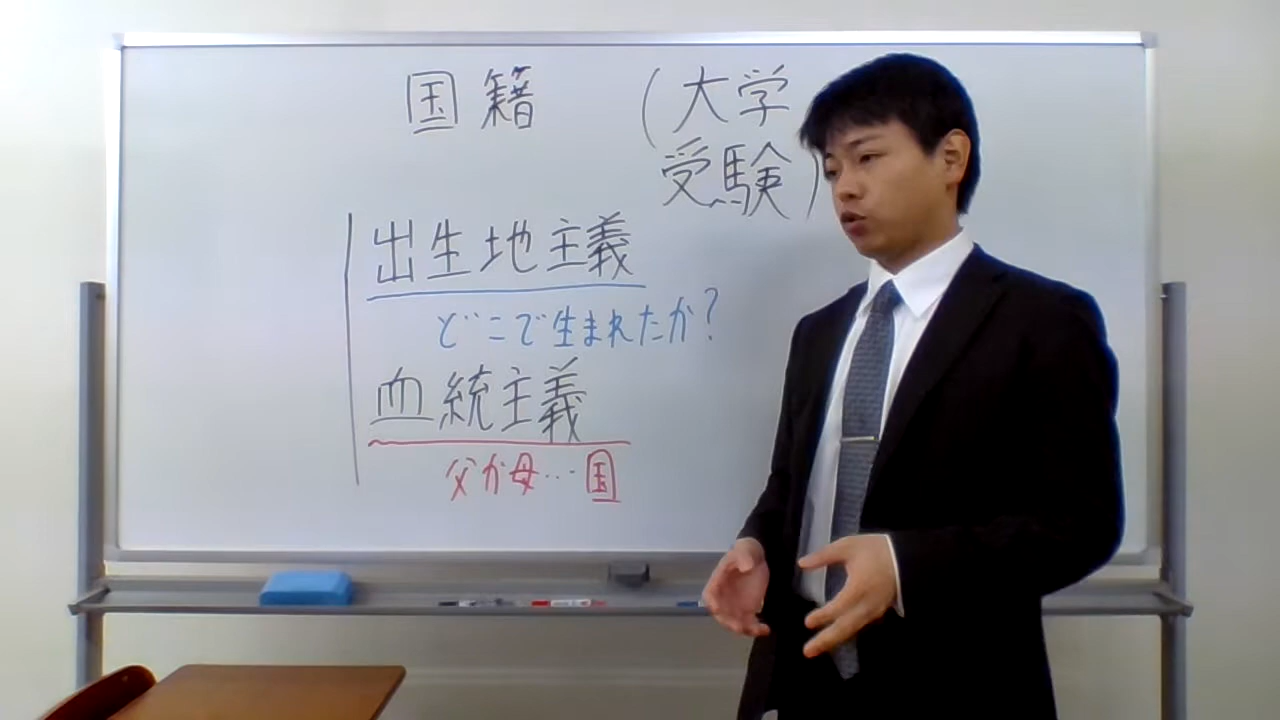 国籍 (大学
受験)
出生地主義
どこで生まれたか?
血統主義
父か母…国